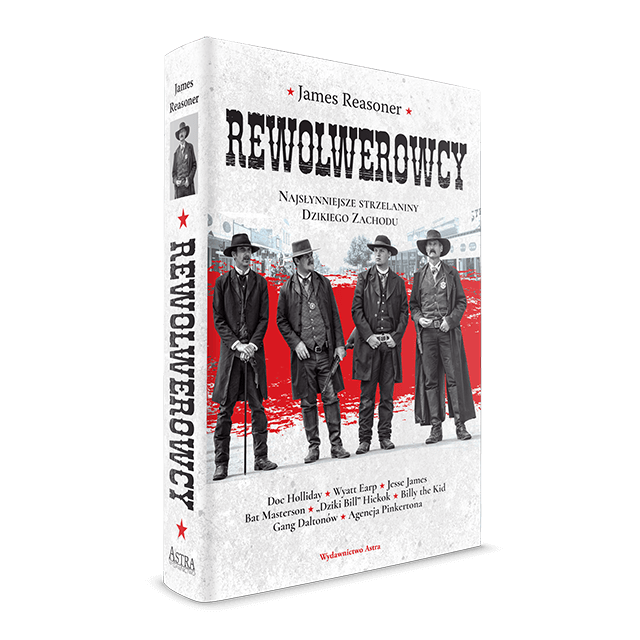 James
Reasoner
REWOLWEROWCY
ASTRA
★ James Reasoner ★
REWOLWEROWCY
Najsłynniejsze strzelaniny
Dzikiego Zachodu
Doc Holliday ★ Wyatt Earp ★ Jesse James
Bat Masterson ★ „Dziki Bill” Hickok ★ Billy the Kid
Gang Daltonów ★ Agencja Pinkertona
Wydawnictwo Astra